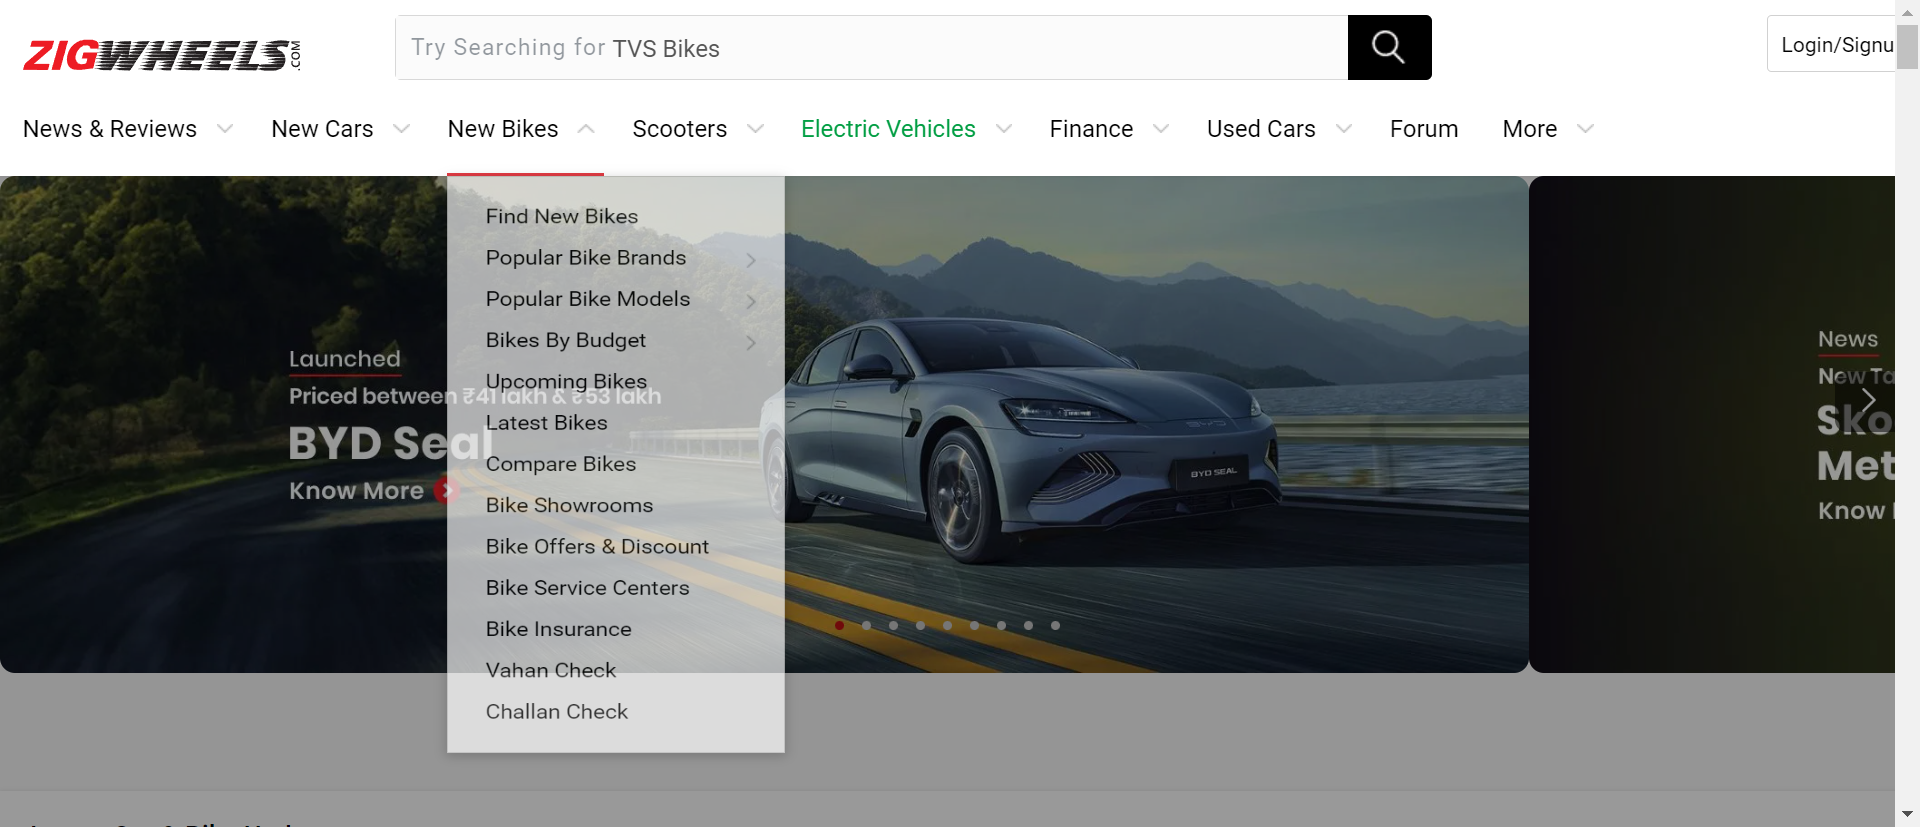 ZIGWHEELS.COM
Try Searching for TVS Bikes
Login/Signu
News & Reviews
New Cars
New Bikes
Scooters
Electric Vehicles
Finance
Used Cars
Forum
More
Find New Bikes
Popular Bike Brands
Popular Bike Models
Bikes By Budget
Upcoming Bikes
Latest Bikes
Compare Bikes
Bike Showrooms
Bike Offers & Discount
Bike Service Centers
Bike Insurance
Vahan Check
Challan Check
Launched
Priced between ₹41 lakh & ₹53 lakh
BYD Seal
Know More
BYD SEAL
News
New Ta
Sko
Met
Know